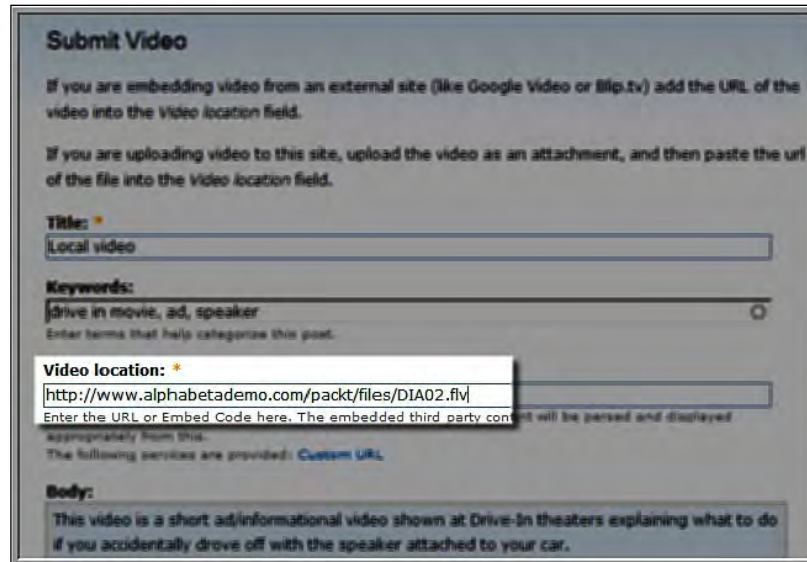 Submit Video
If you are embedding video from an external site (like Google Video or Blip.tv) add the URL of the
video into the Video location field.
If you are uploading video to this site, upload the video as an attachment, and then paste the url
of the file into the Video location field.
Title: *
Local video
Keywords:
drive in movie, ad, speaker
Enter terms that help categorize this post.
Video location: *
http://www.alphabetademo.com/packt/files/DIA02.flv
Enter the URL or Embed Code here. The embedded third party content will be parsed and displayed
appropriately from this.
The following services are provided: Custom URL
Body:
This video is a short ad/informational video shown at Drive-In theaters explaining what to do
if you accidentally drove off with the speaker attached to your car.